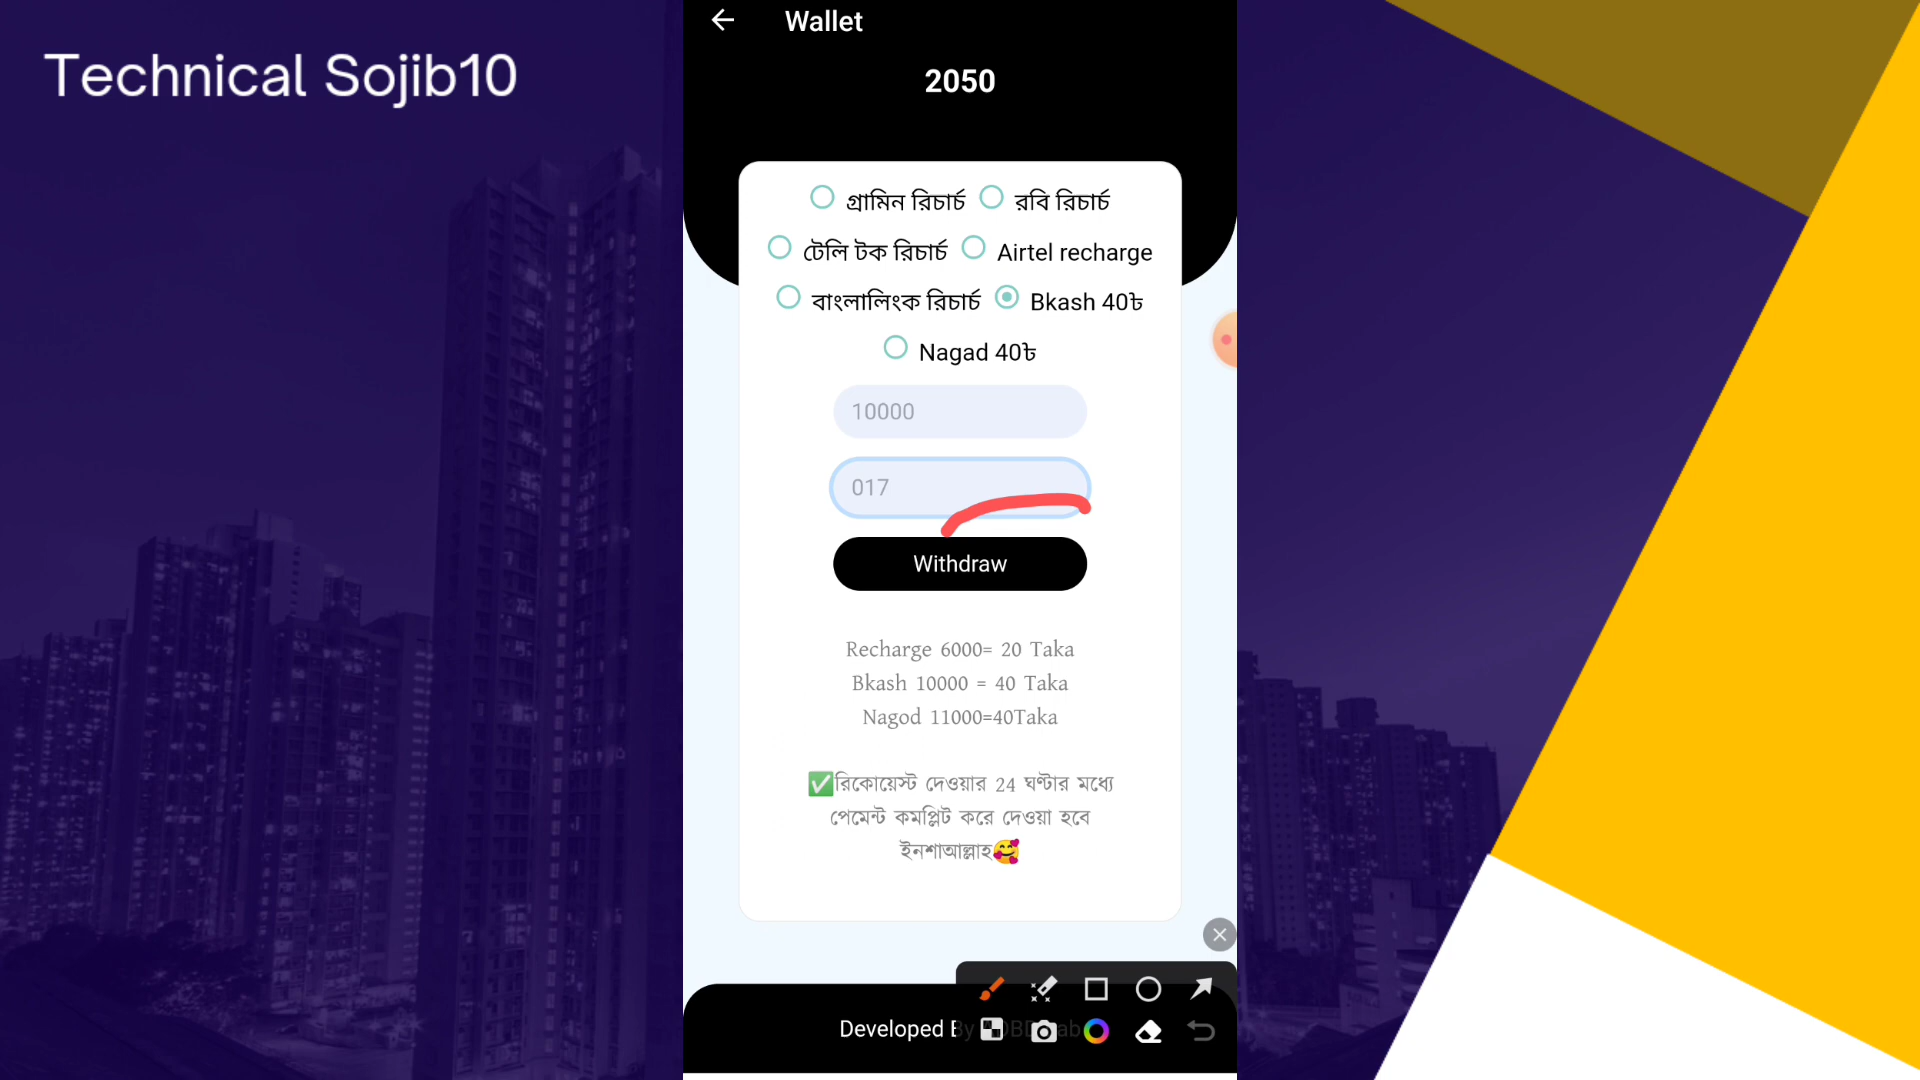 Technical Sojib10
Wallet
2050
গ্রামিন রিচার্চ রবি রিচার্চ
টেলি টক রিচার্চ Airtel recharge
বাংলালিংক রিচার্চ Bkash 40৳
Nagad 40৳
10000
017
Withdraw
Recharge 6000= 20 Taka
Bkash 10000 = 40 Taka
Nagod 11000=40Taka
✅রিকোয়েস্ট দেওয়ার 24 ঘণ্টার মধ্যে
পেমেন্ট কমপ্লিট করে দেওয়া হবে
ইনশাআল্লাহ🥰
Developed By